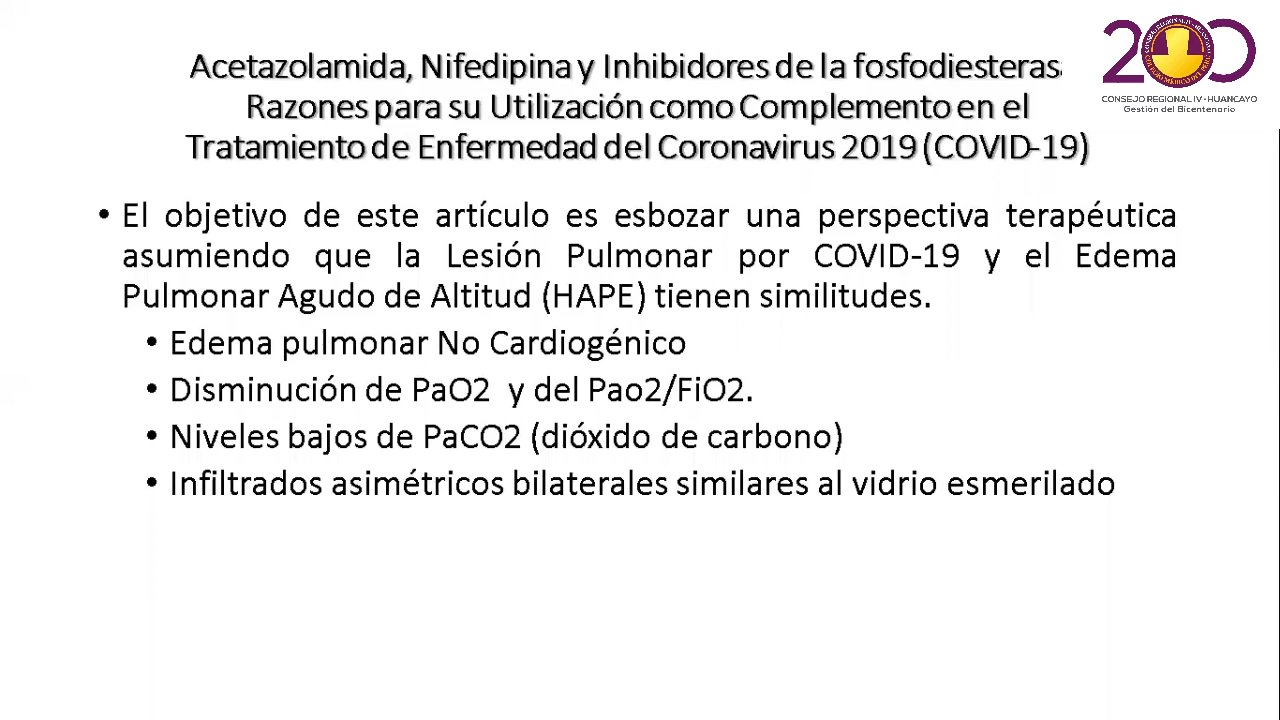 Acetazolamida, Nifedipina y Inhibidores de la fosfodiesteras
Razones para su Utilización como Complemento en el
Tratamiento de Enfermedad del Coronavirus 2019 (COVID-19)
200
CONSEJO REGIONAL IV - HUANCAYO
Gestión del Bicentenario
• El objetivo de este artículo es esbozar una perspectiva terapéutica
asumiendo que la Lesión Pulmonar por COVID-19 y el Edema
Pulmonar Agudo de Altitud (HAPE) tienen similitudes.
• Edema pulmonar No Cardiogénico
• Disminución de PaO2 y del Pao2/FiO2.
• Niveles bajos de PaCO2 (dióxido de carbono)
• Infiltrados asimétricos bilaterales similares al vidrio esmerilado